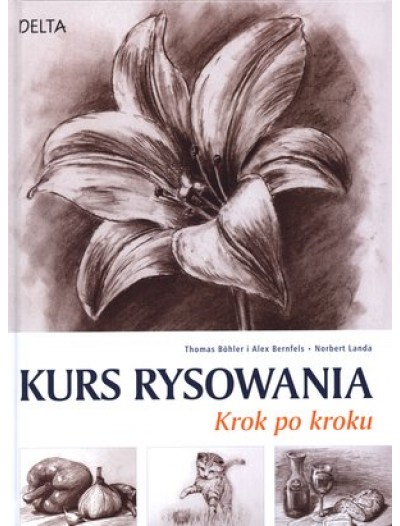 DELTA
Thomas Böhler i Alex Bernfels • Norbert Landa
KURS RYSOWANIA
Krok po kroku